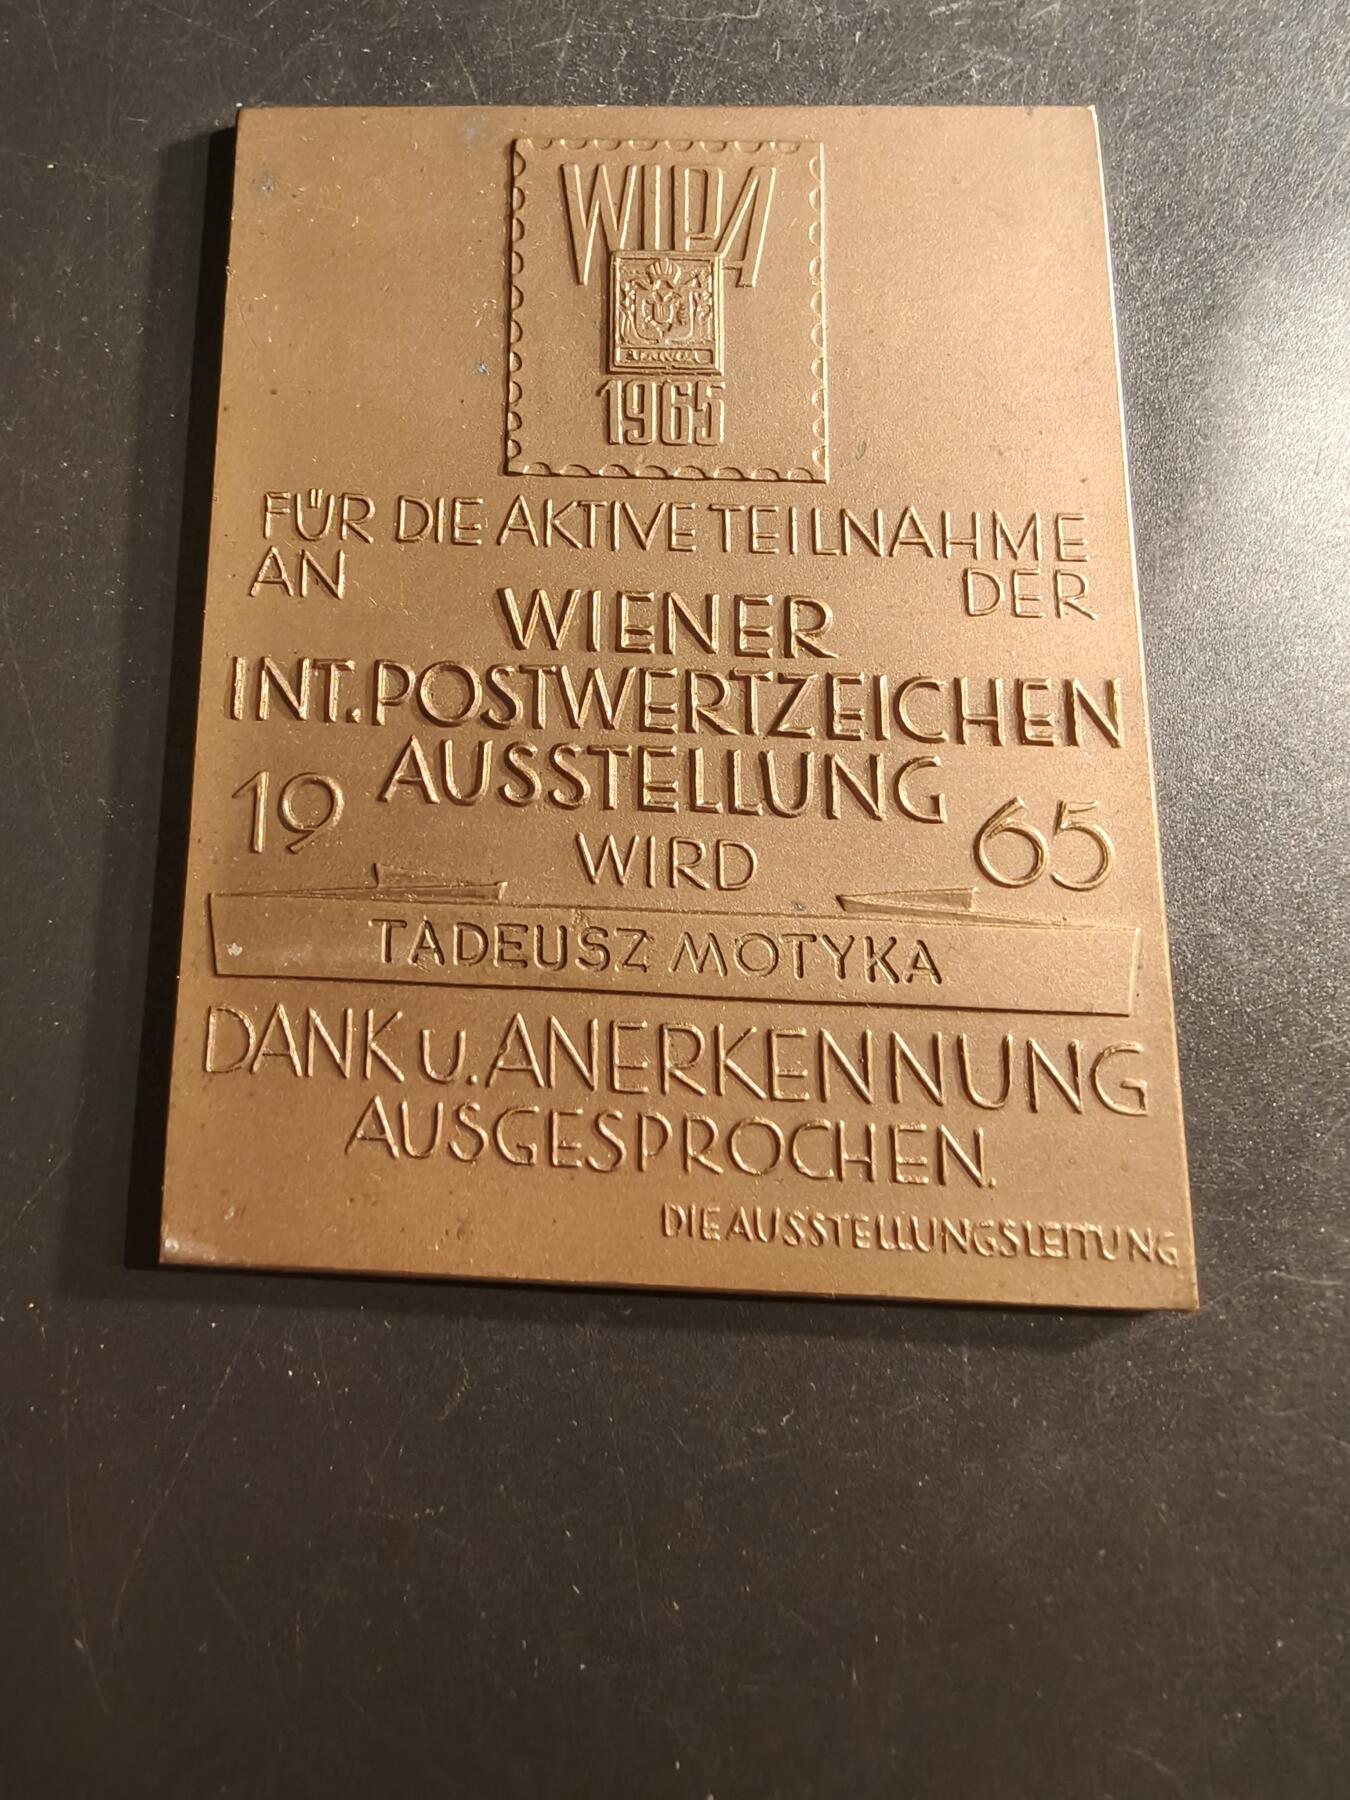 WIPA
1965
FÜR DIE AKTIVE TEILNAHME
AN DER
WIENER
INT. POSTWERTZEICHEN
AUSSTELLUNG
19 65
WIRD
TADEUSZ MOTYKA
DANK u. ANERKENNUNG
AUSGESPROCHEN.
DIE AUSSTELLUNGSLEITUNG